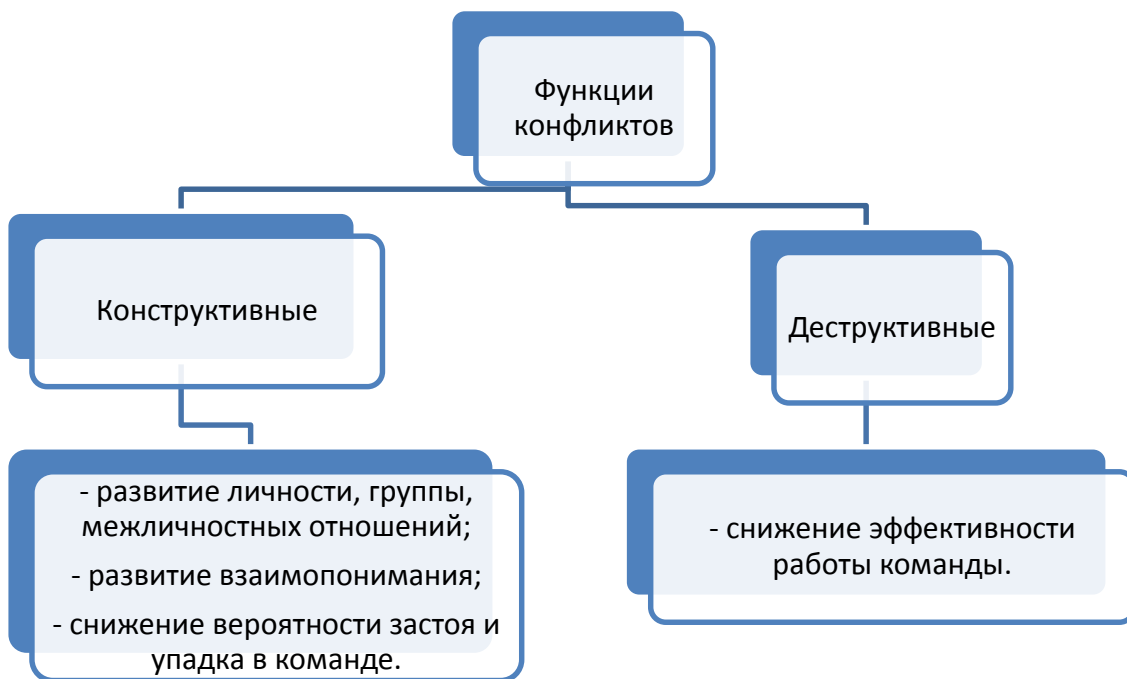 Функции
конфликтов
Конструктивные
Деструктивные
- развитие личности, группы,
межличностных отношений;
- развитие взаимопонимания;
- снижение вероятности застоя и
упадка в команде.
- снижение эффективности
работы команды.